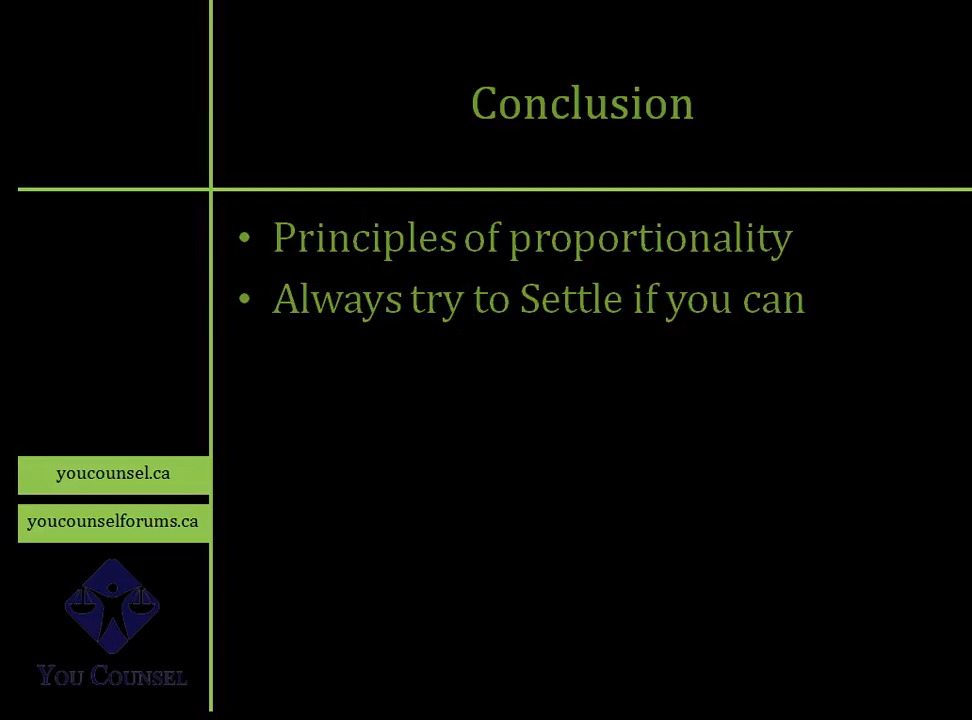 Conclusion
• Principles of proportionality
• Always try to Settle if you can
youcounsel.ca
youcounselforums.ca
YOU COUNSEL